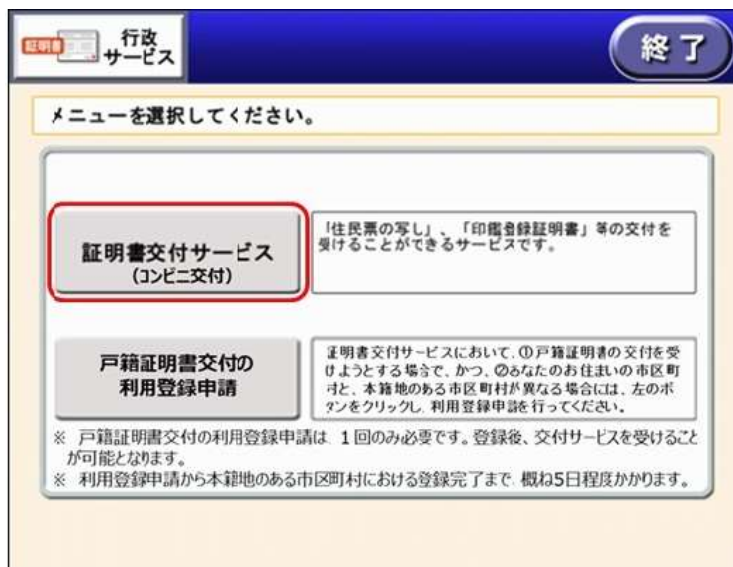 証明書
行政
サービス
終了
メニューを選択してください。
証明書交付サービス
(コンビニ交付)
「住民票の写し」、「印鑑登録証明書」等の交付を
受けることができるサービスです。
戸籍証明書交付の
利用登録申請
証明書交付サービスにおいて、①戸籍証明書の交付を受
けようとする場合で、かつ、②あなたのお住まいの市区町
村と、本籍地のある市区町村が異なる場合には、左のボ
タンをクリックし、利用登録申請を行ってください。
※ 戸籍証明書交付の利用登録申請は、1回のみ必要です。登録後、交付サービスを受けること
が可能となります。
※ 利用登録申請から本籍地のある市区町村における登録完了まで、概ね5日程度かかります。